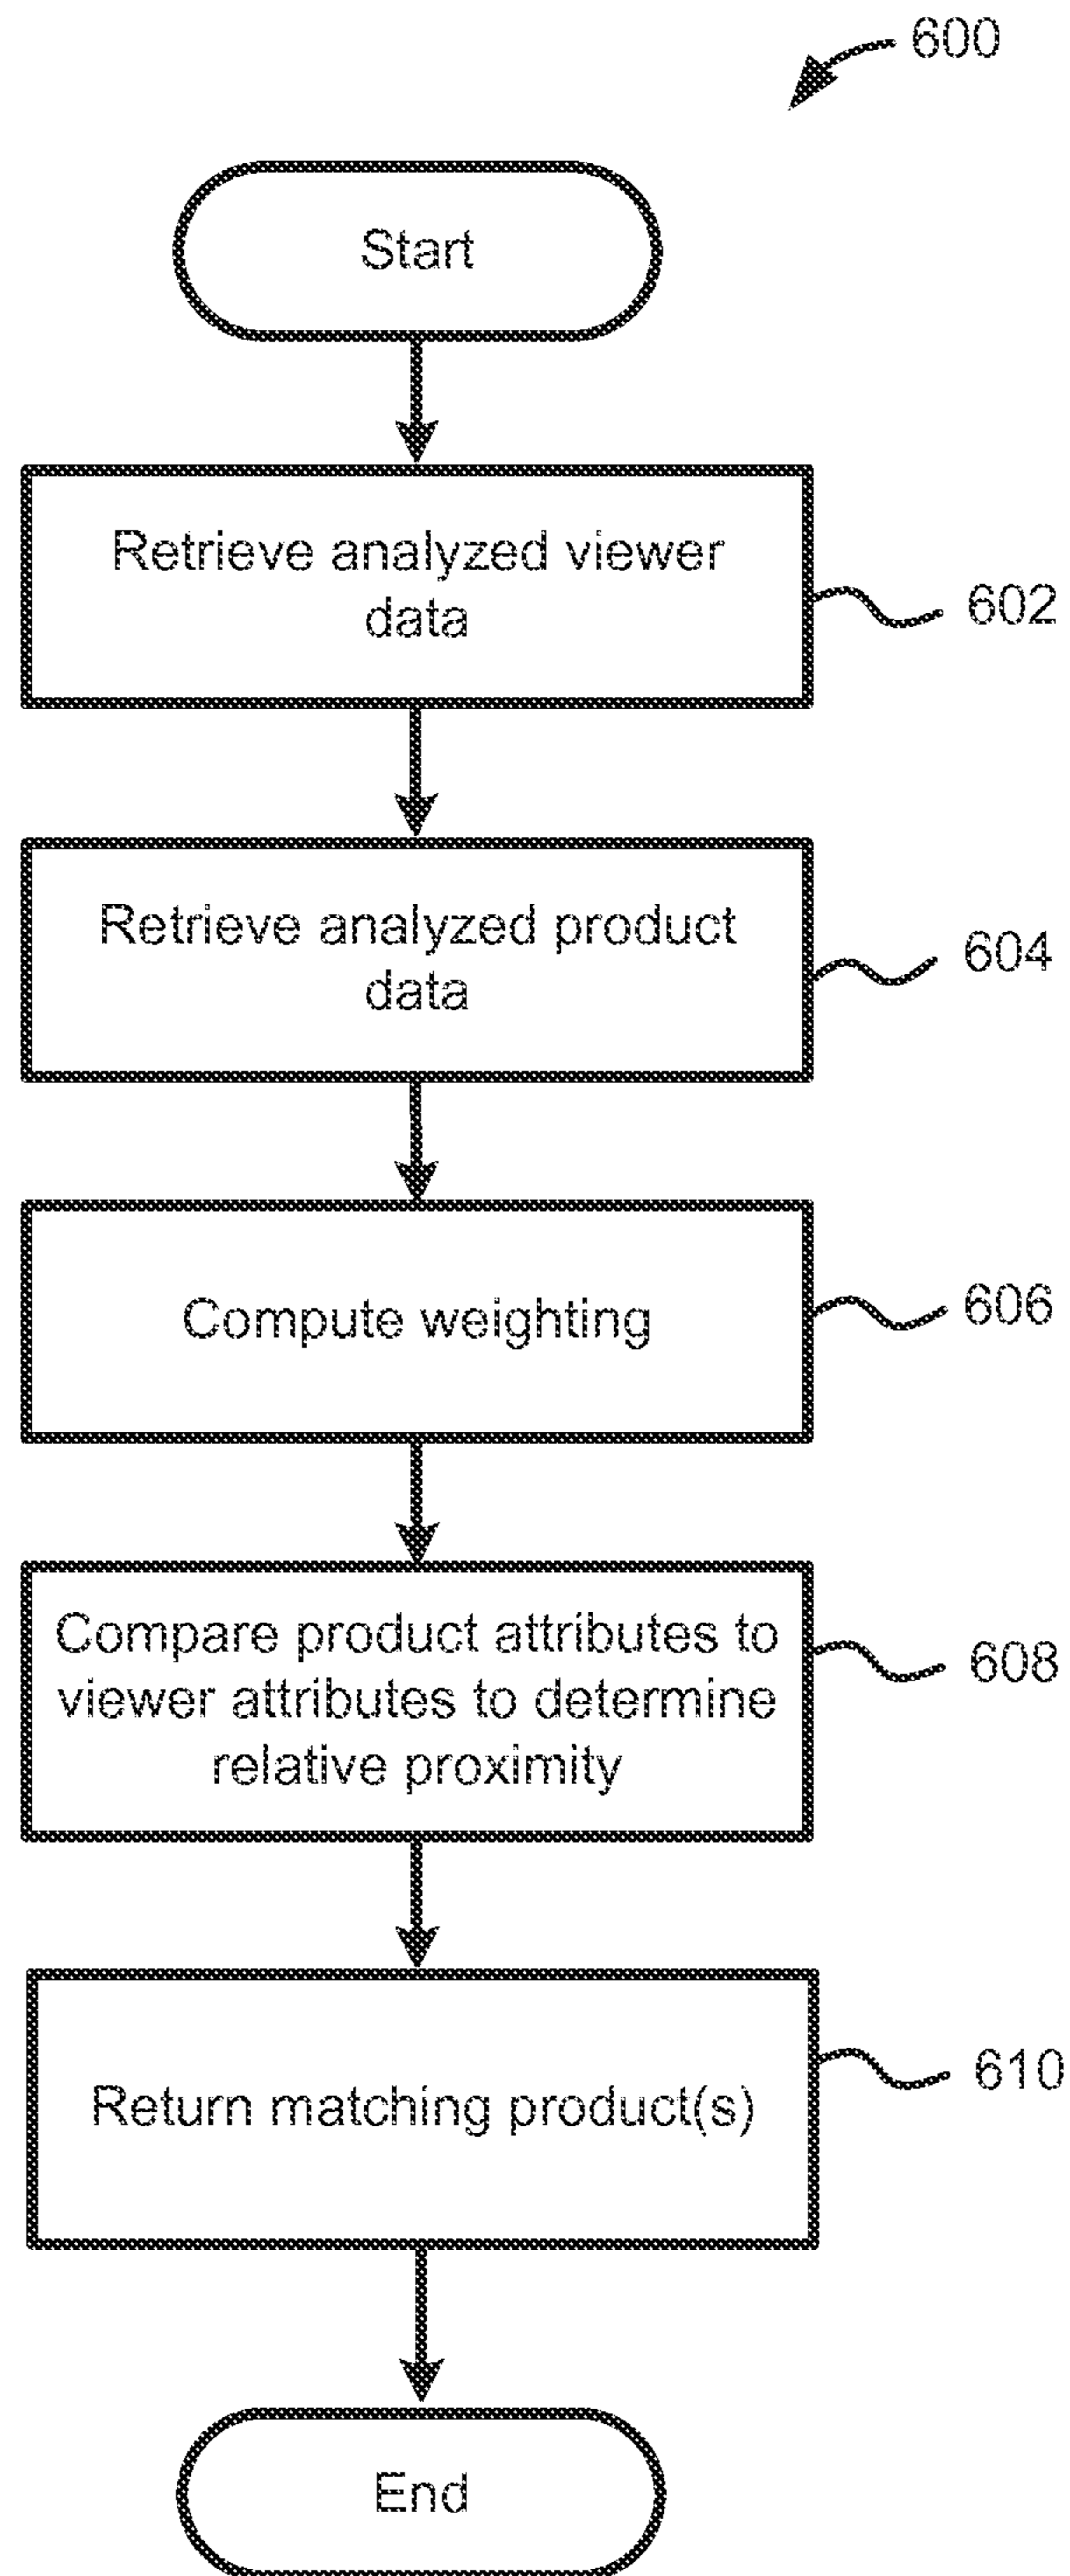 600
Start
Retrieve analyzed viewer
data
602
Retrieve analyzed product
data
604
Compute weighting
606
Compare product attributes to
viewer attributes to determine
relative proximity
608
Return matching product(s)
610
End